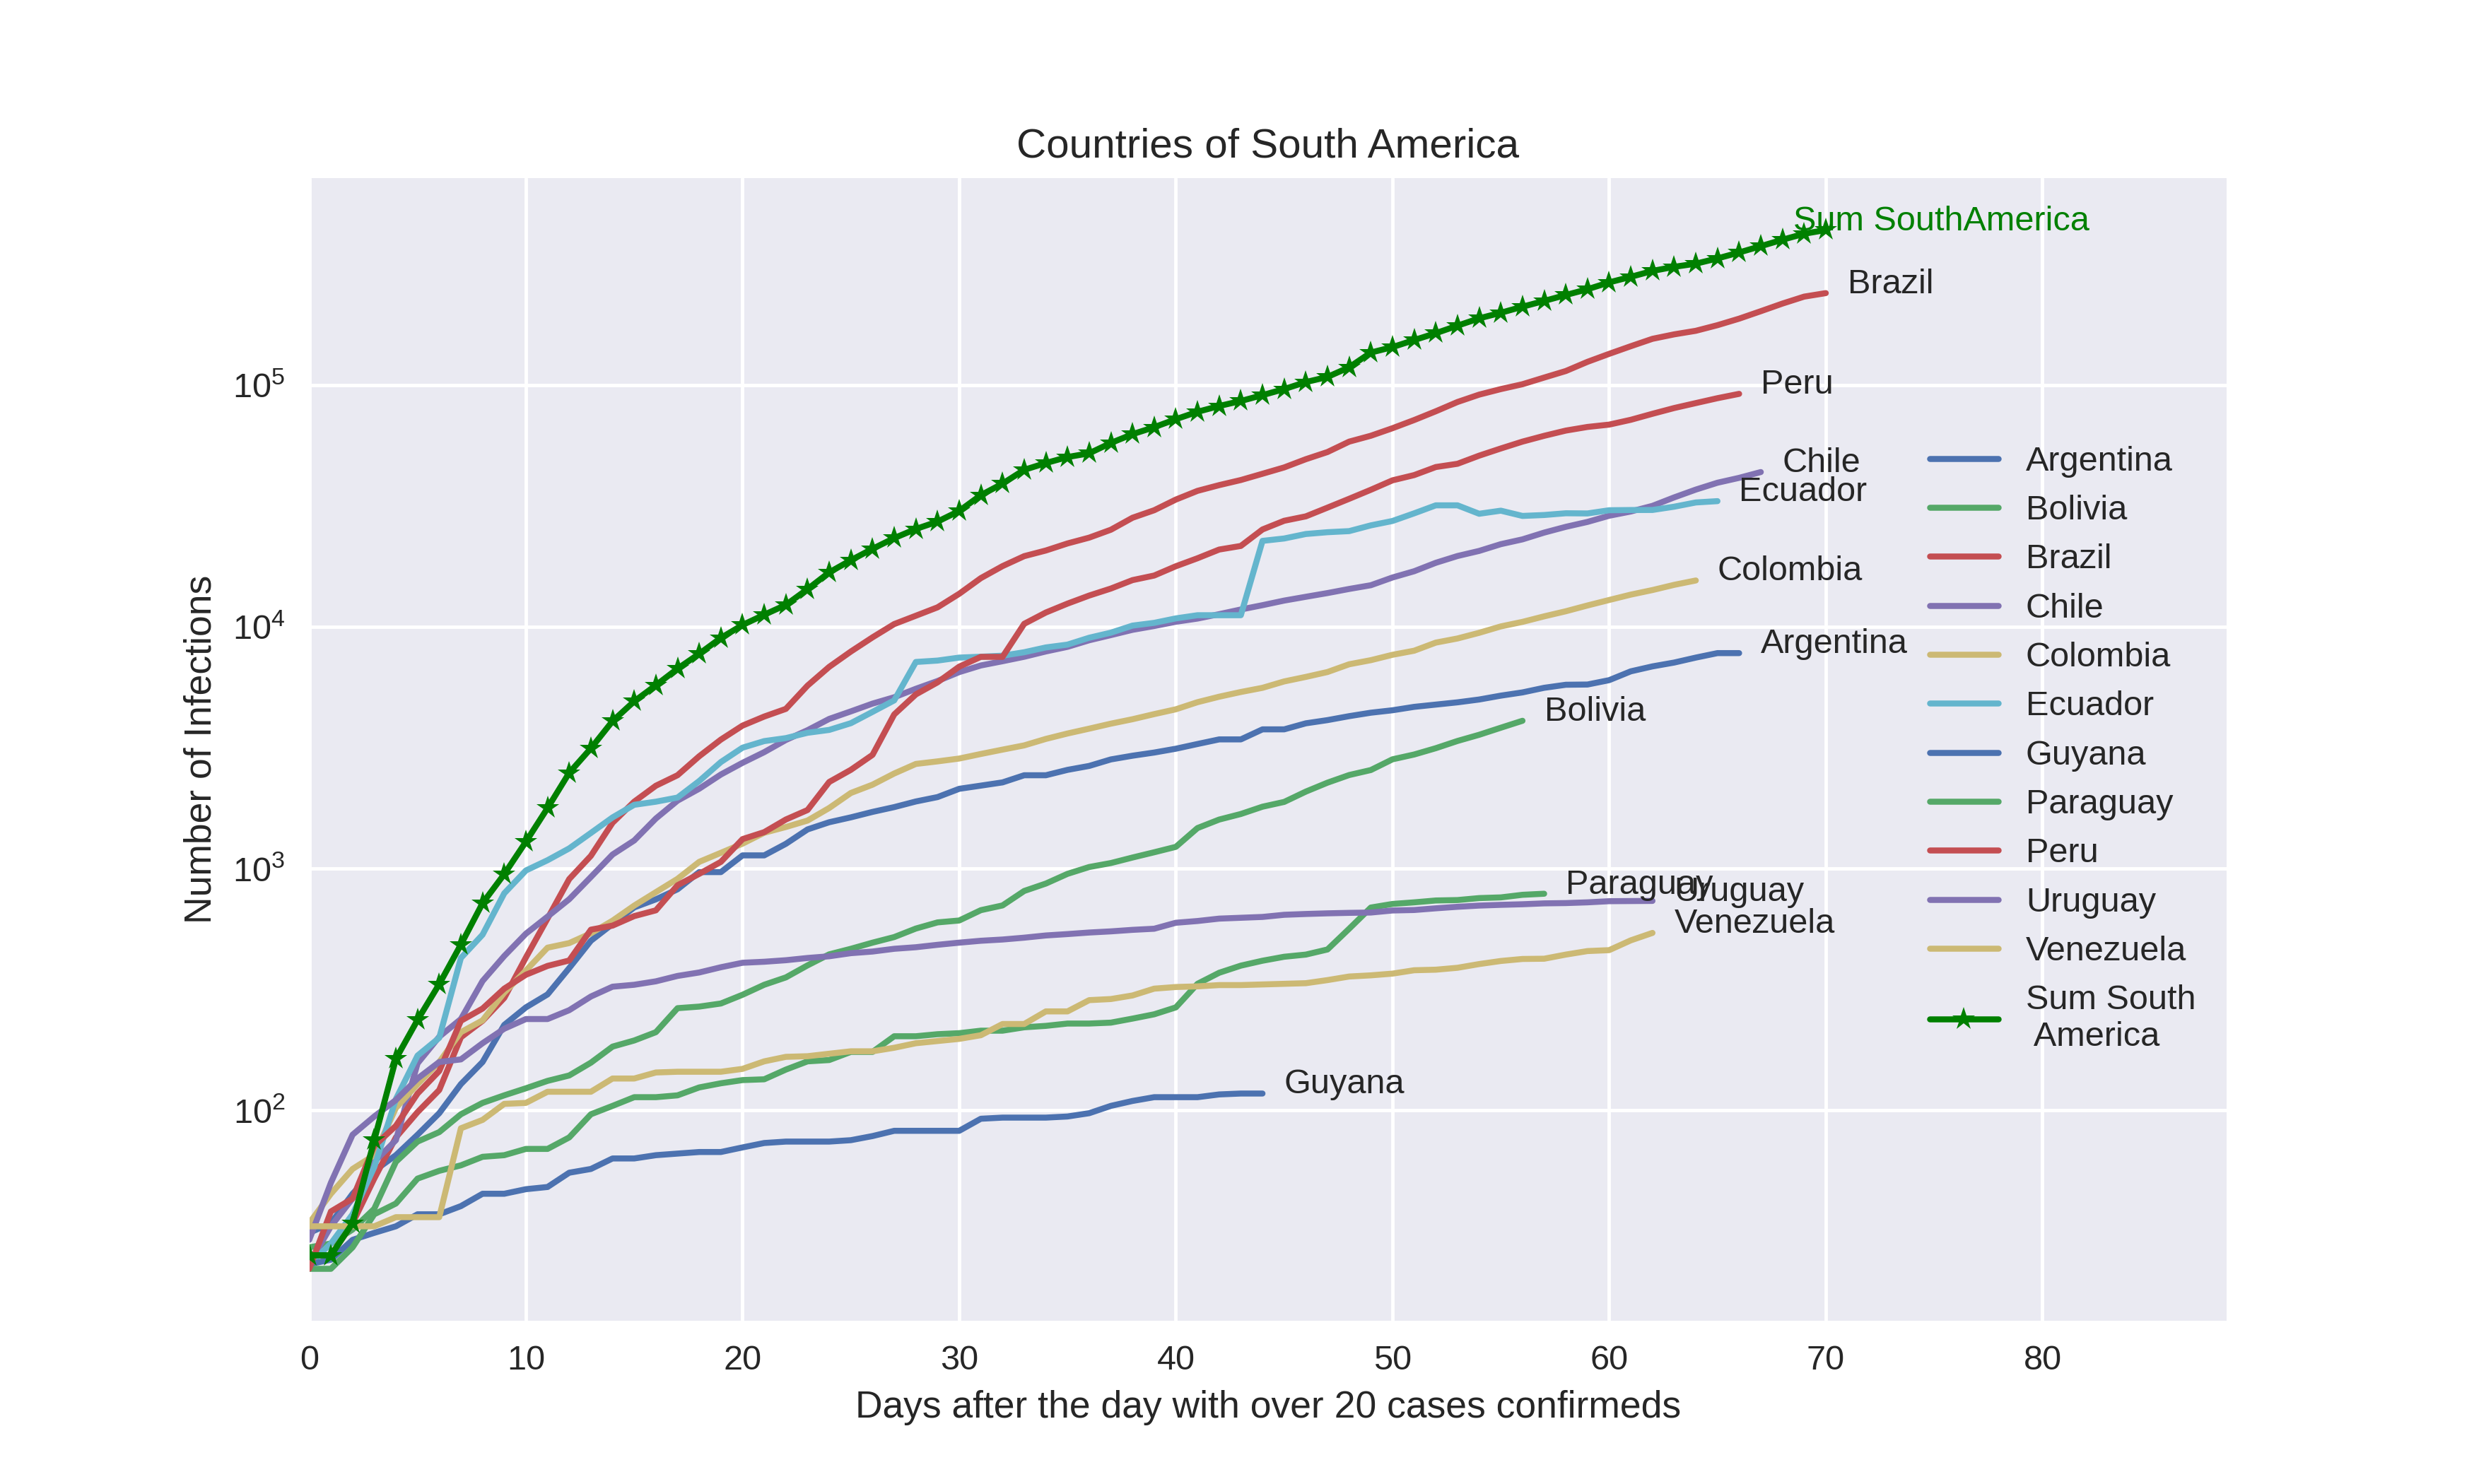 Countries of South America
Sum SouthAmerica
Brazil
Peru
Chile
Ecuador
Colombia
Argentina
Bolivia
Paraguay
Uruguay
Venezuela
Guyana
Argentina
Bolivia
Brazil
Chile
Colombia
Ecuador
Guyana
Paraguay
Peru
Uruguay
Venezuela
Sum South
America
Number of Infections
10^5
10^4
10^3
10^2
0 10 20 30 40 50 60 70 80
Days after the day with over 20 cases confirmeds